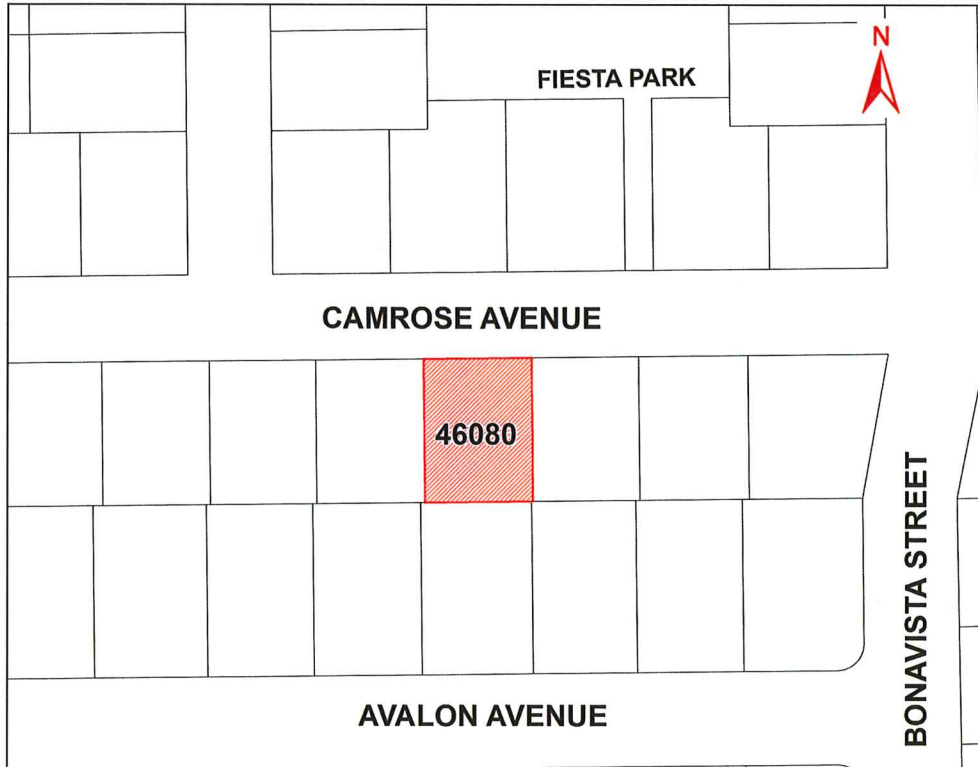 N
FIESTA PARK
CAMROSE AVENUE
46080
BONAVISTA STREET
AVALON AVENUE